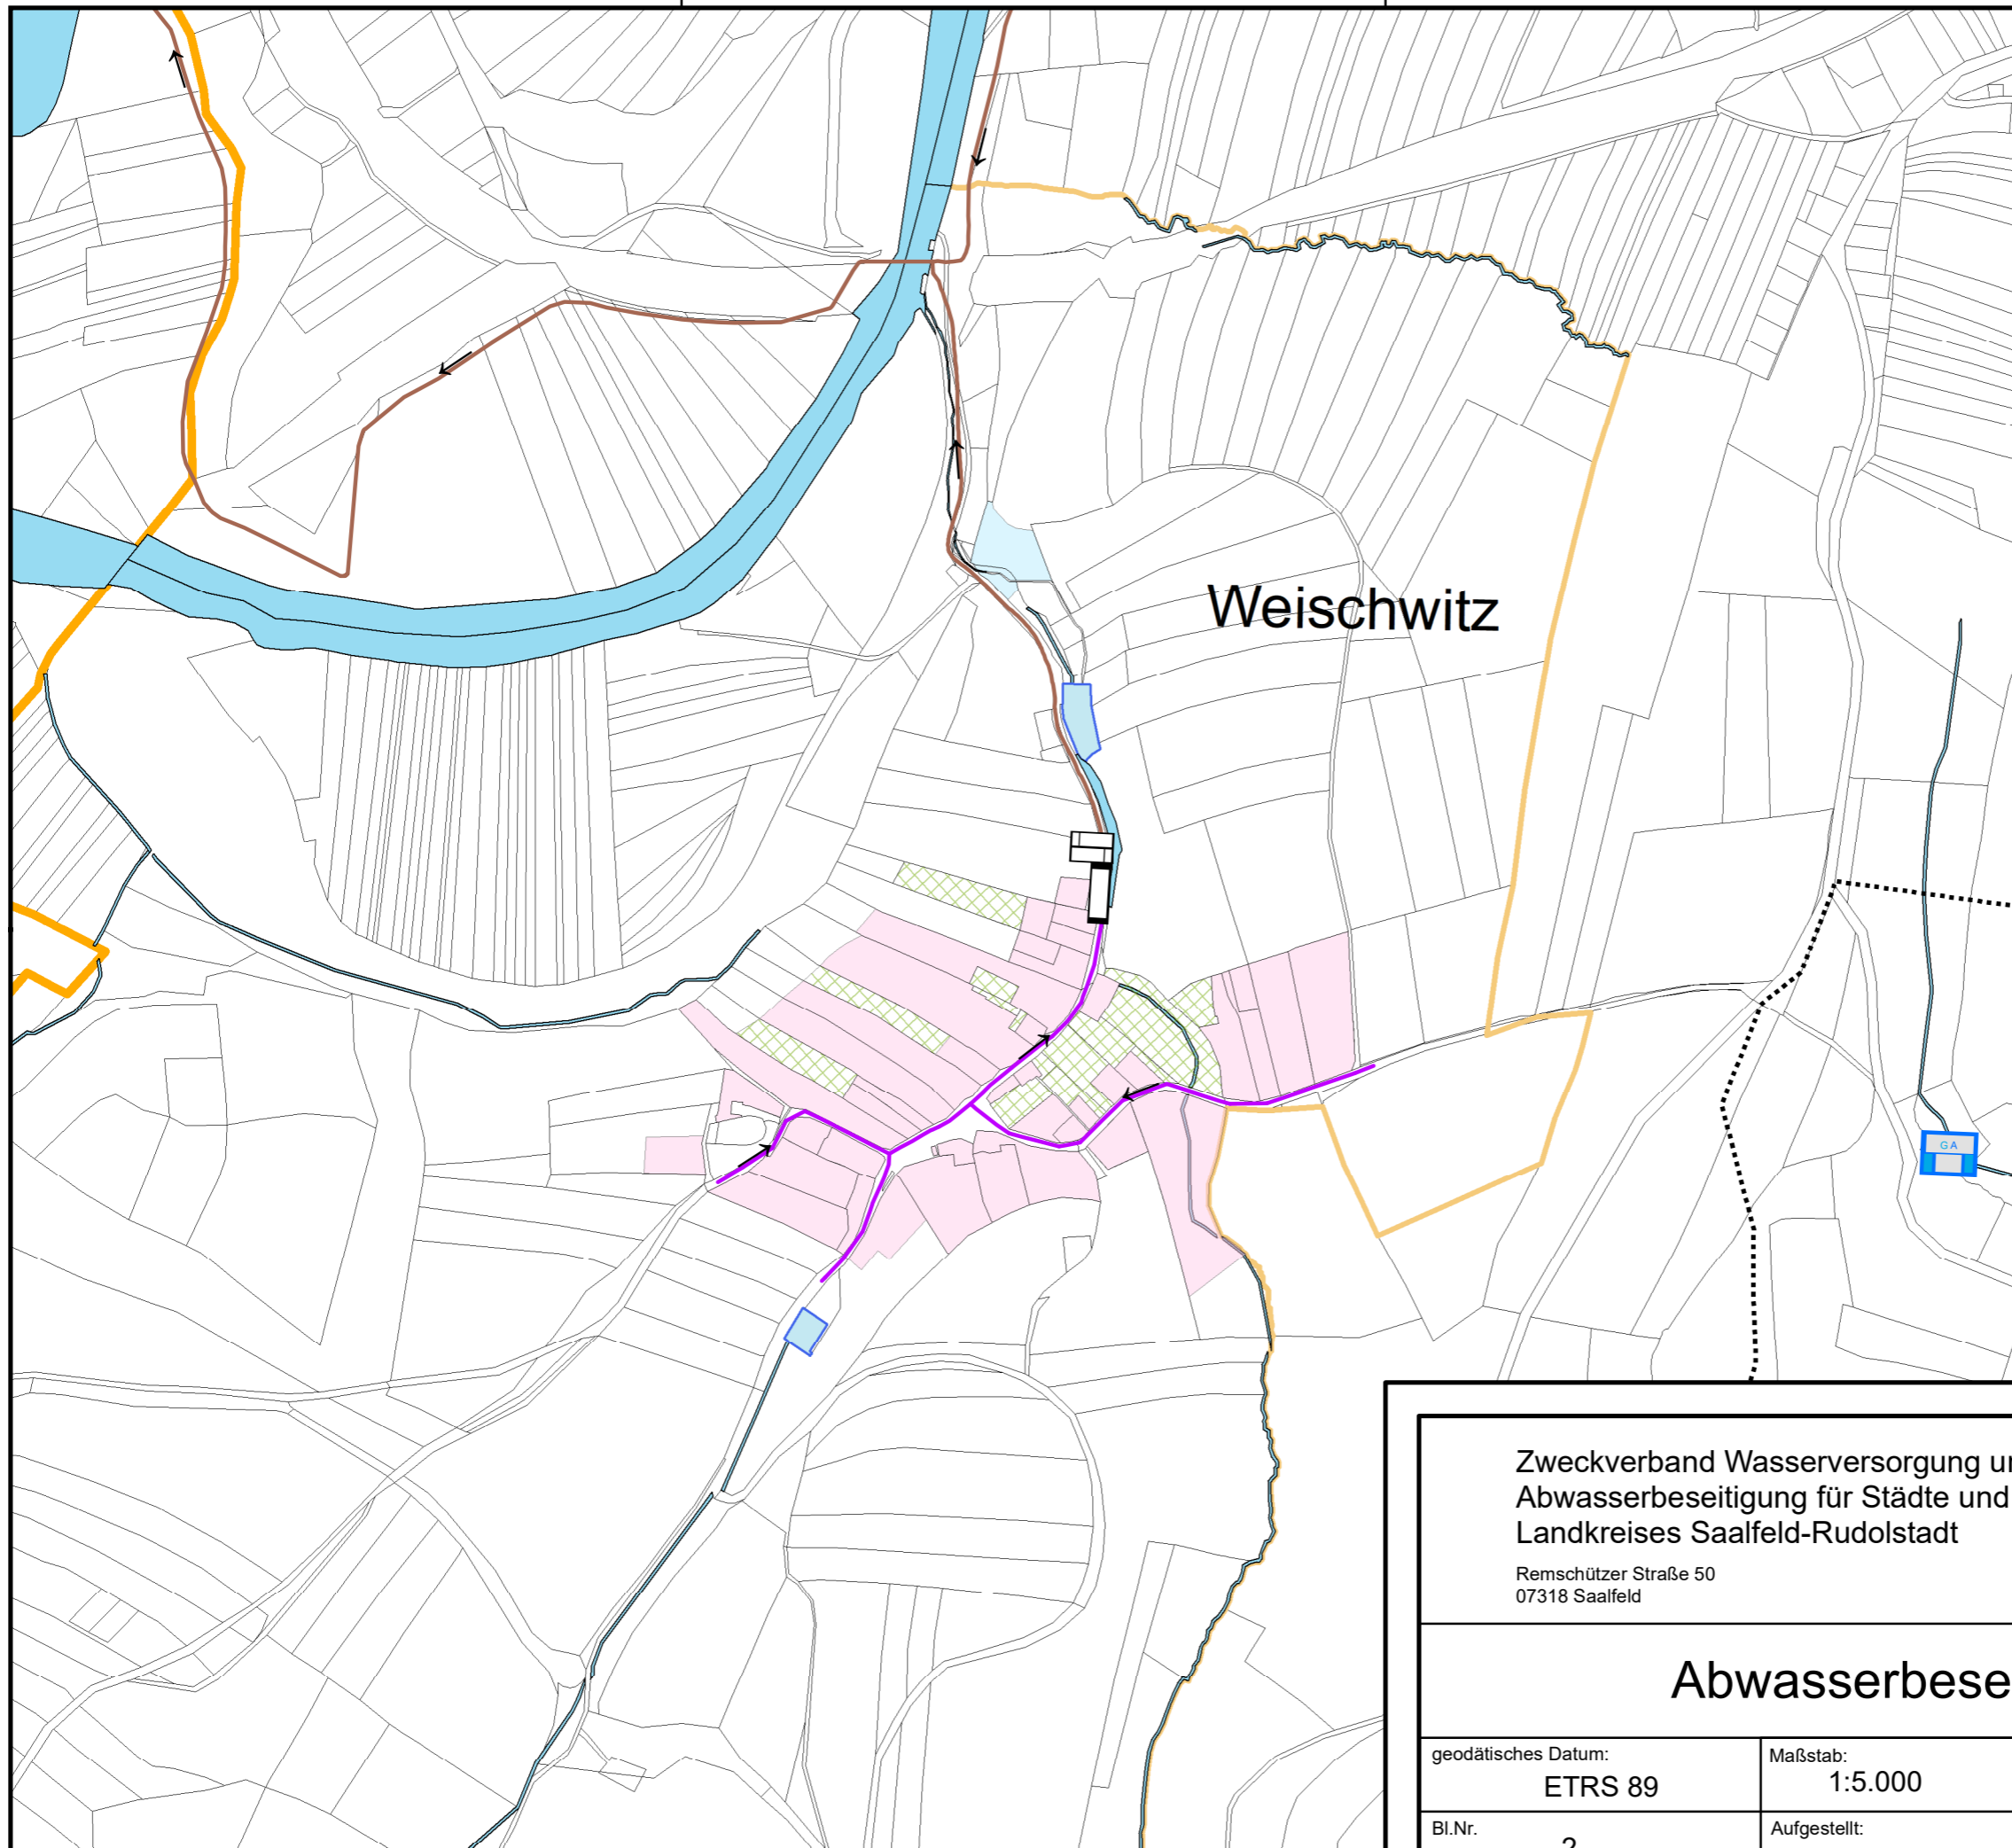 Weischwitz
GA
Zweckverband Wasserversorgung
Abwasserbeseitigung für Städte und
Landkreises Saalfeld-Rudolstadt
Remschützer Straße 50
07318 Saalfeld
Abwasserbese
geodätisches Datum:
ETRS 89
Maßstab:
1:5.000
Bl.Nr.
2
Aufgestellt: